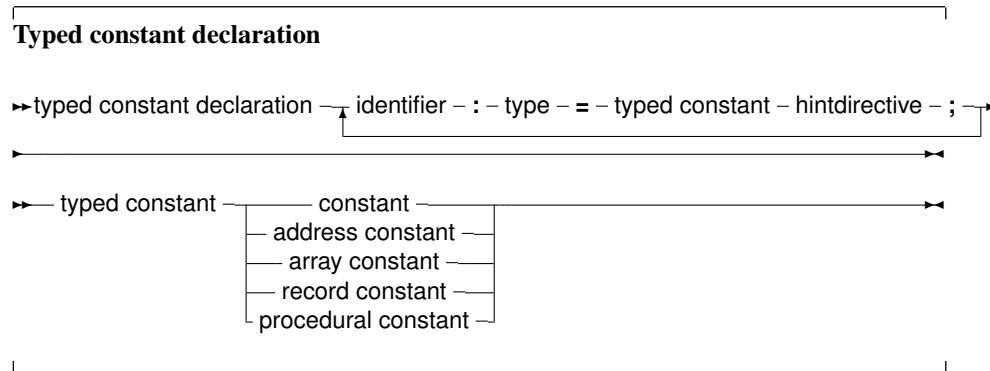 Typed constant declaration
typed constant declaration identifier : type = typed constant hintdirective ;
typed constant constant
address constant
array constant
record constant
procedural constant